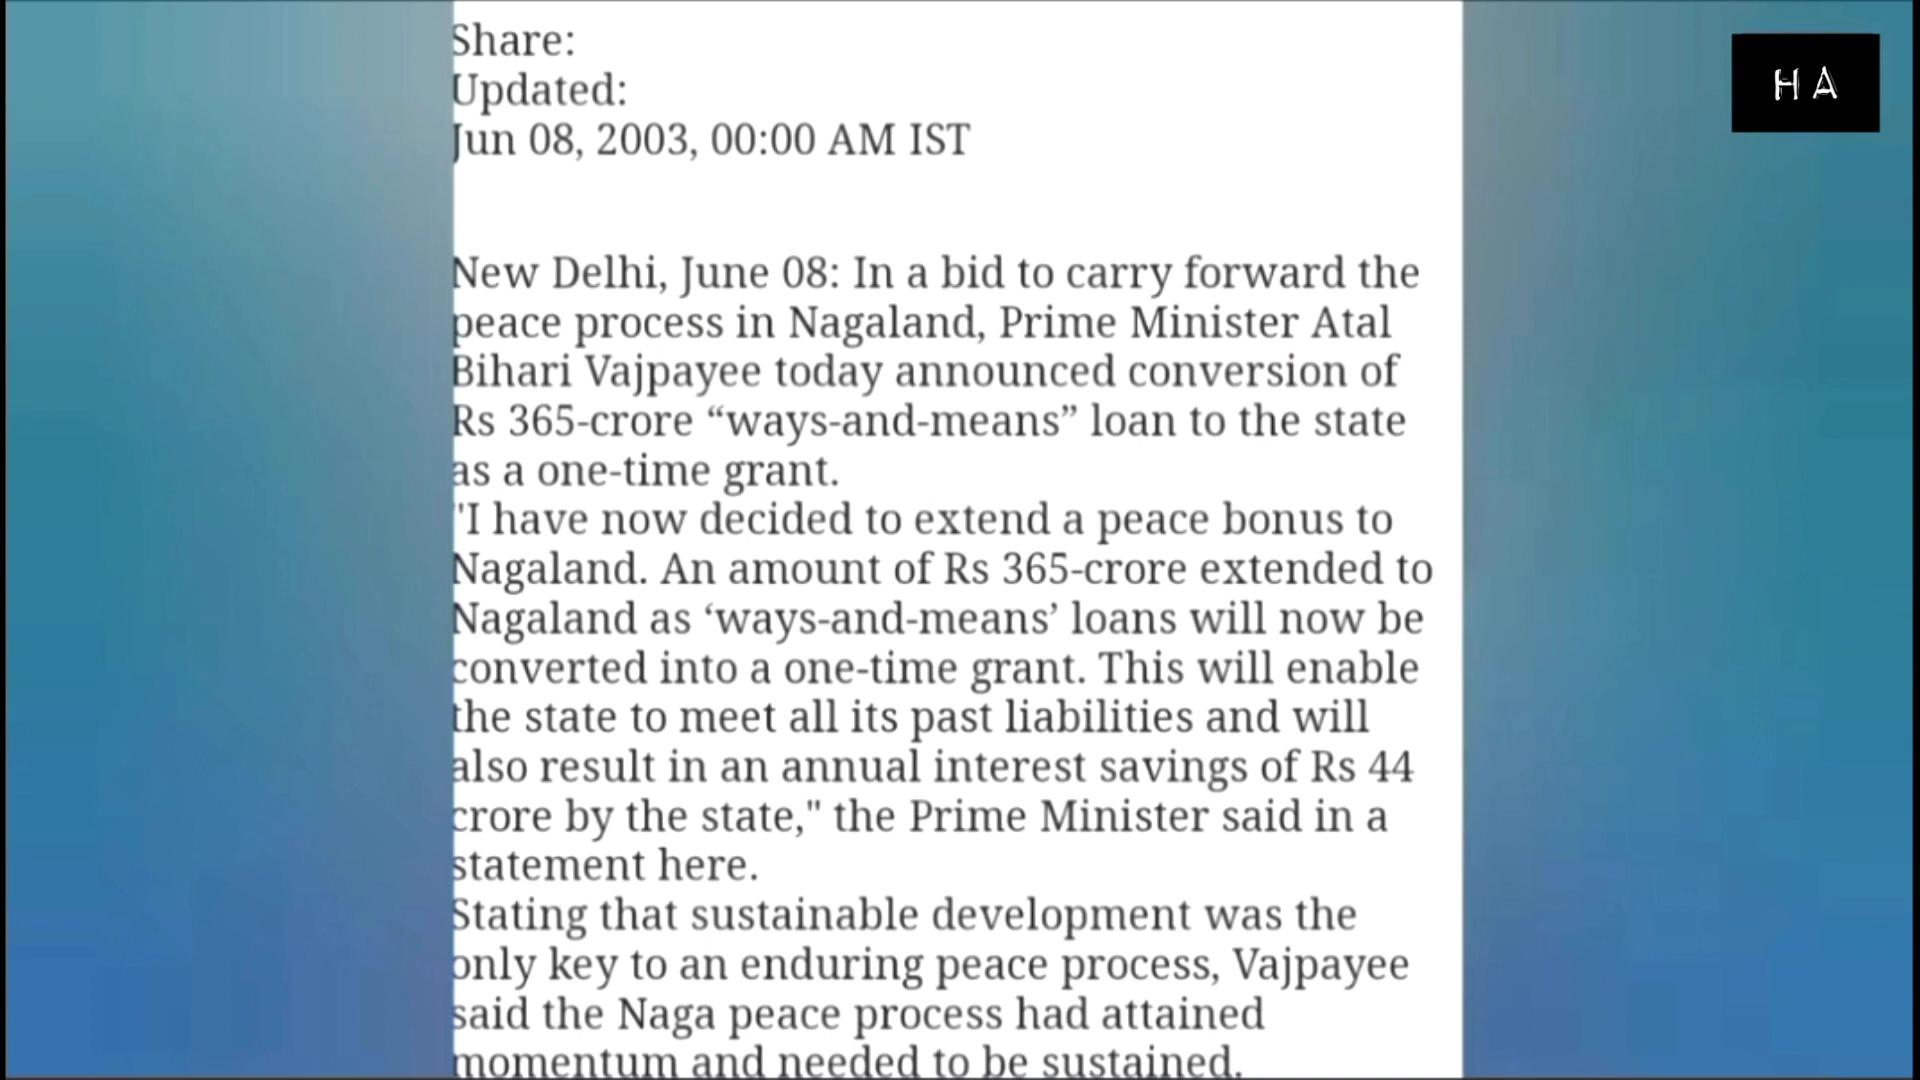 Share:
Updated:
Jun 08, 2003, 00:00 AM IST
H A
New Delhi, June 08: In a bid to carry forward the
peace process in Nagaland, Prime Minister Atal
Bihari Vajpayee today announced conversion of
Rs 365-crore “ways-and-means” loan to the state
as a one-time grant.
"I have now decided to extend a peace bonus to
Nagaland. An amount of Rs 365-crore extended to
Nagaland as ‘ways-and-means’ loans will now be
converted into a one-time grant. This will enable
the state to meet all its past liabilities and will
also result in an annual interest savings of Rs 44
crore by the state," the Prime Minister said in a
statement here.
Stating that sustainable development was the
only key to an enduring peace process, Vajpayee
said the Naga peace process had attained
momentum and needed to be sustained.